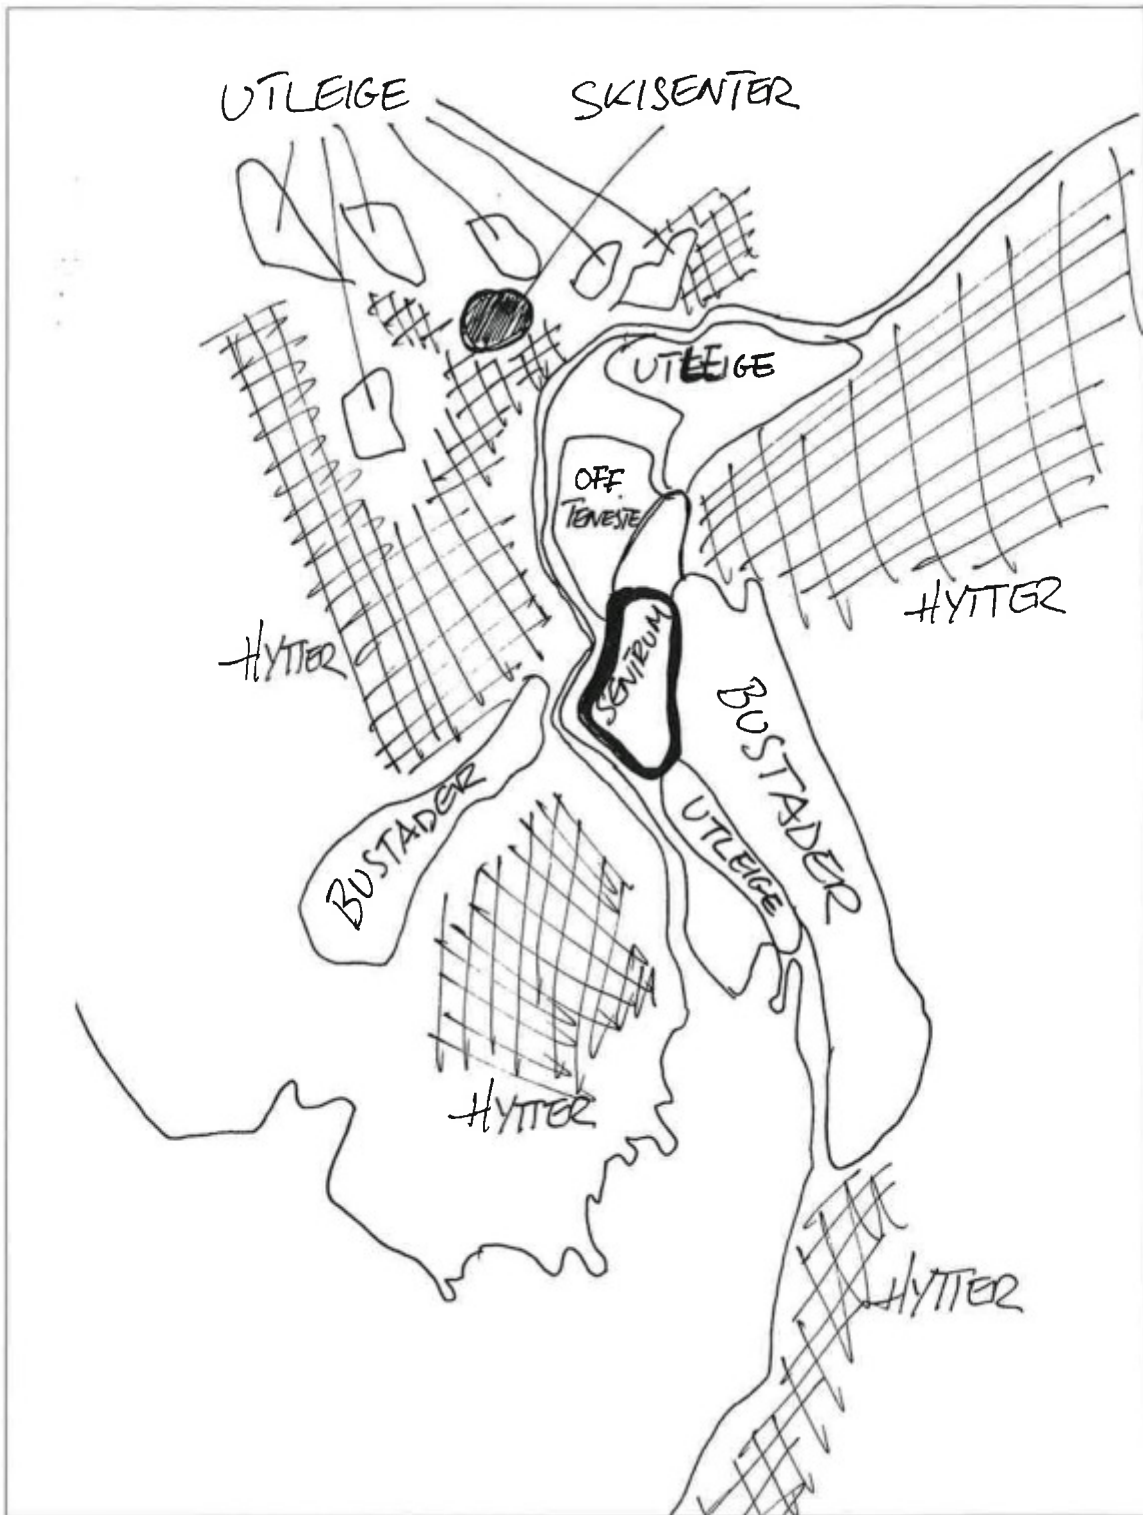 UTLEIGE
SKISENTER
UTLEIGE
OFF.
TENESTE
HYTTER
SENTRUM
HYTTER
BUSTADER
BUSTADER
UTLEIGE
HYTTER
HYTTER